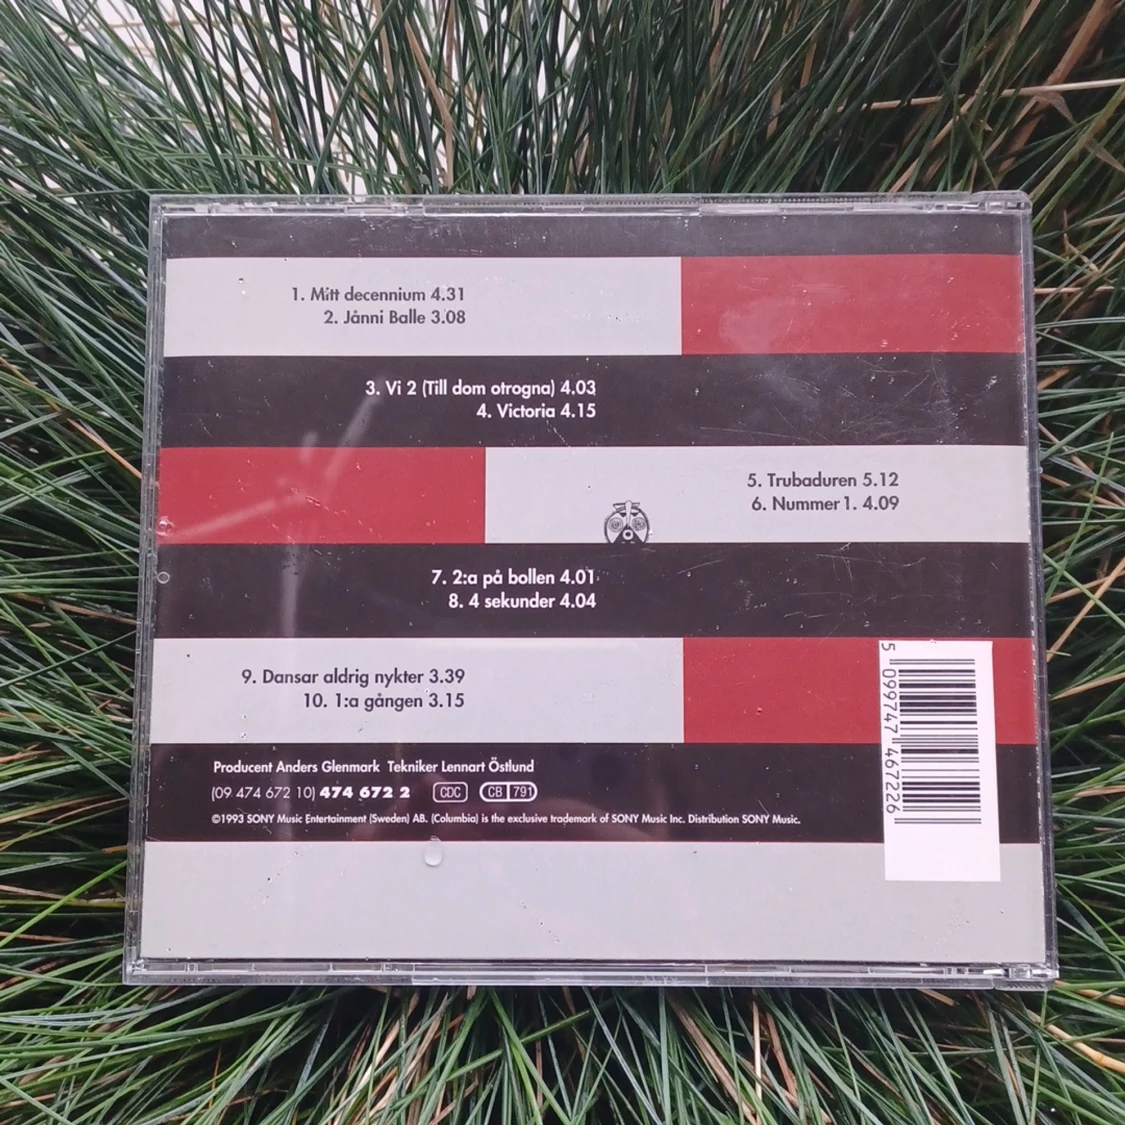 1. Mitt decennium 4.31
2. Jånni Balle 3.08
3. Vi 2 (Till dom otrogna) 4.03
4. Victoria 4.15
5. Trubaduren 5.12
6. Nummer 1. 4.09
7. 2:a på bollen 4.01
8. 4 sekunder 4.04
9. Dansar aldrig nykter 3.39
10. 1:a gången 3.15
Producent Anders Glenmark Tekniker Lennart Östlund
(09 474 672 10) 474 672 2 CDC CB 791
©1993 SONY Music Entertainment (Sweden) AB. (Columbia) is the exclusive trademark of SONY Music Inc. Distribution SONY Music.
5 099747 467226